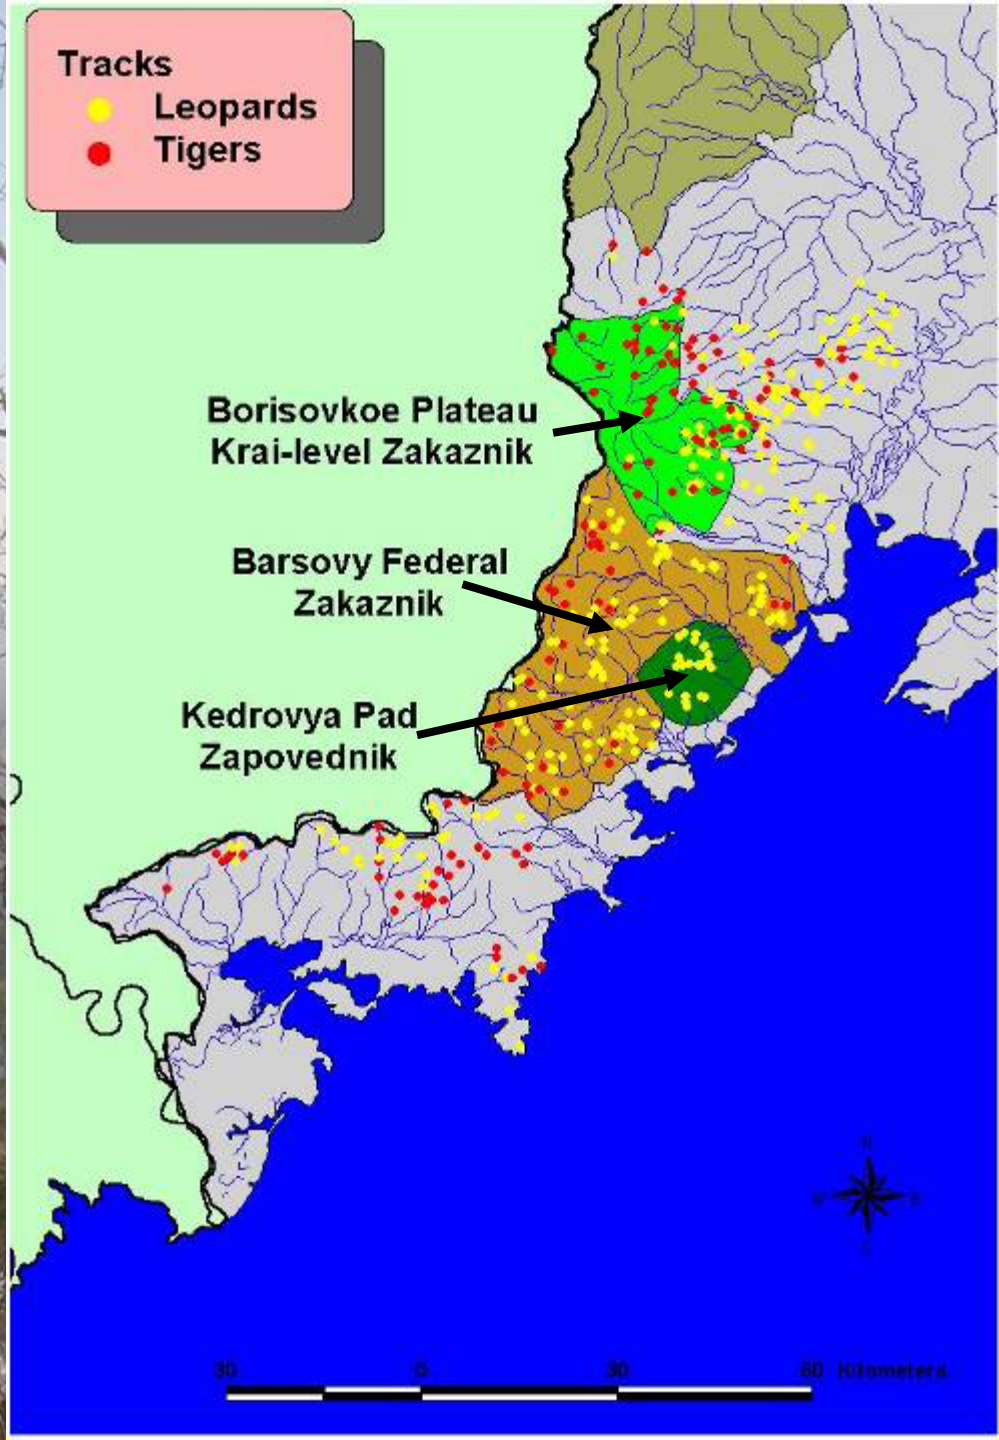 Tracks
Leopards
Tigers
Borisovkoe Plateau
Krai-level Zakaznik
Barsovy Federal
Zakaznik
Kedrovya Pad
Zapovednik
30 0 30 60 Kilometers